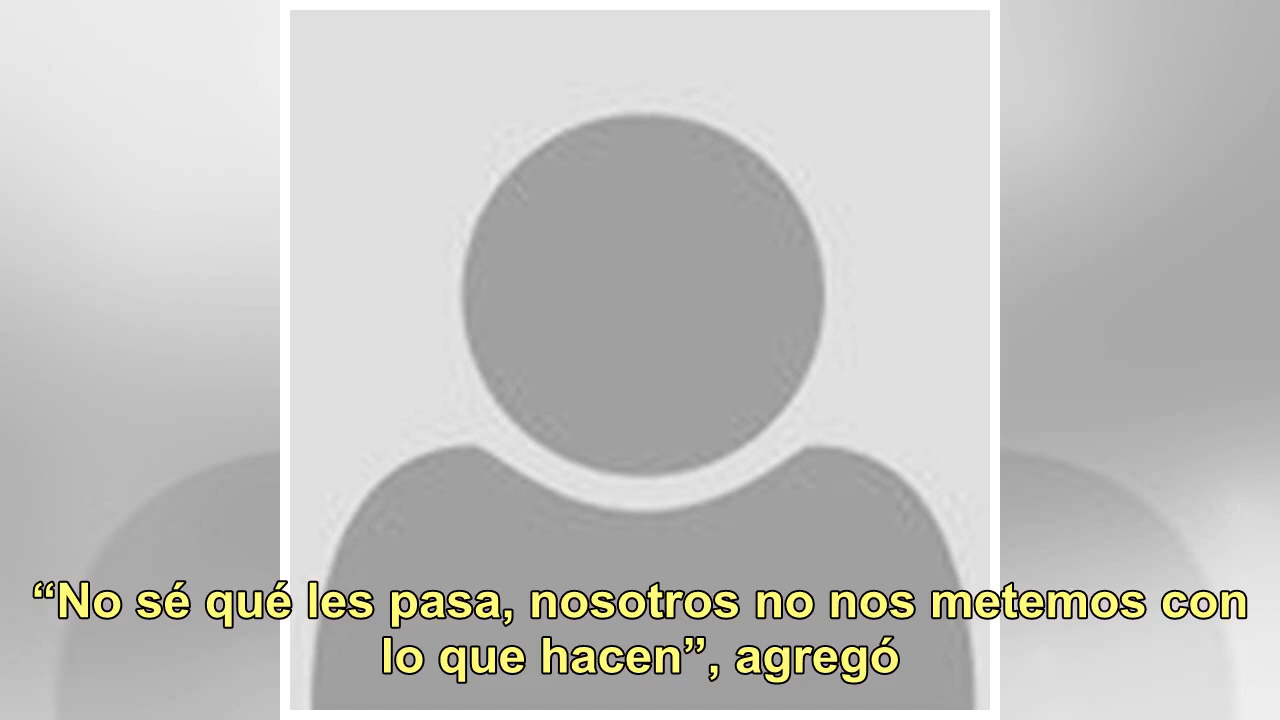 “No sé qué les pasa, nosotros no nos metemos con
lo que hacen”, agregó